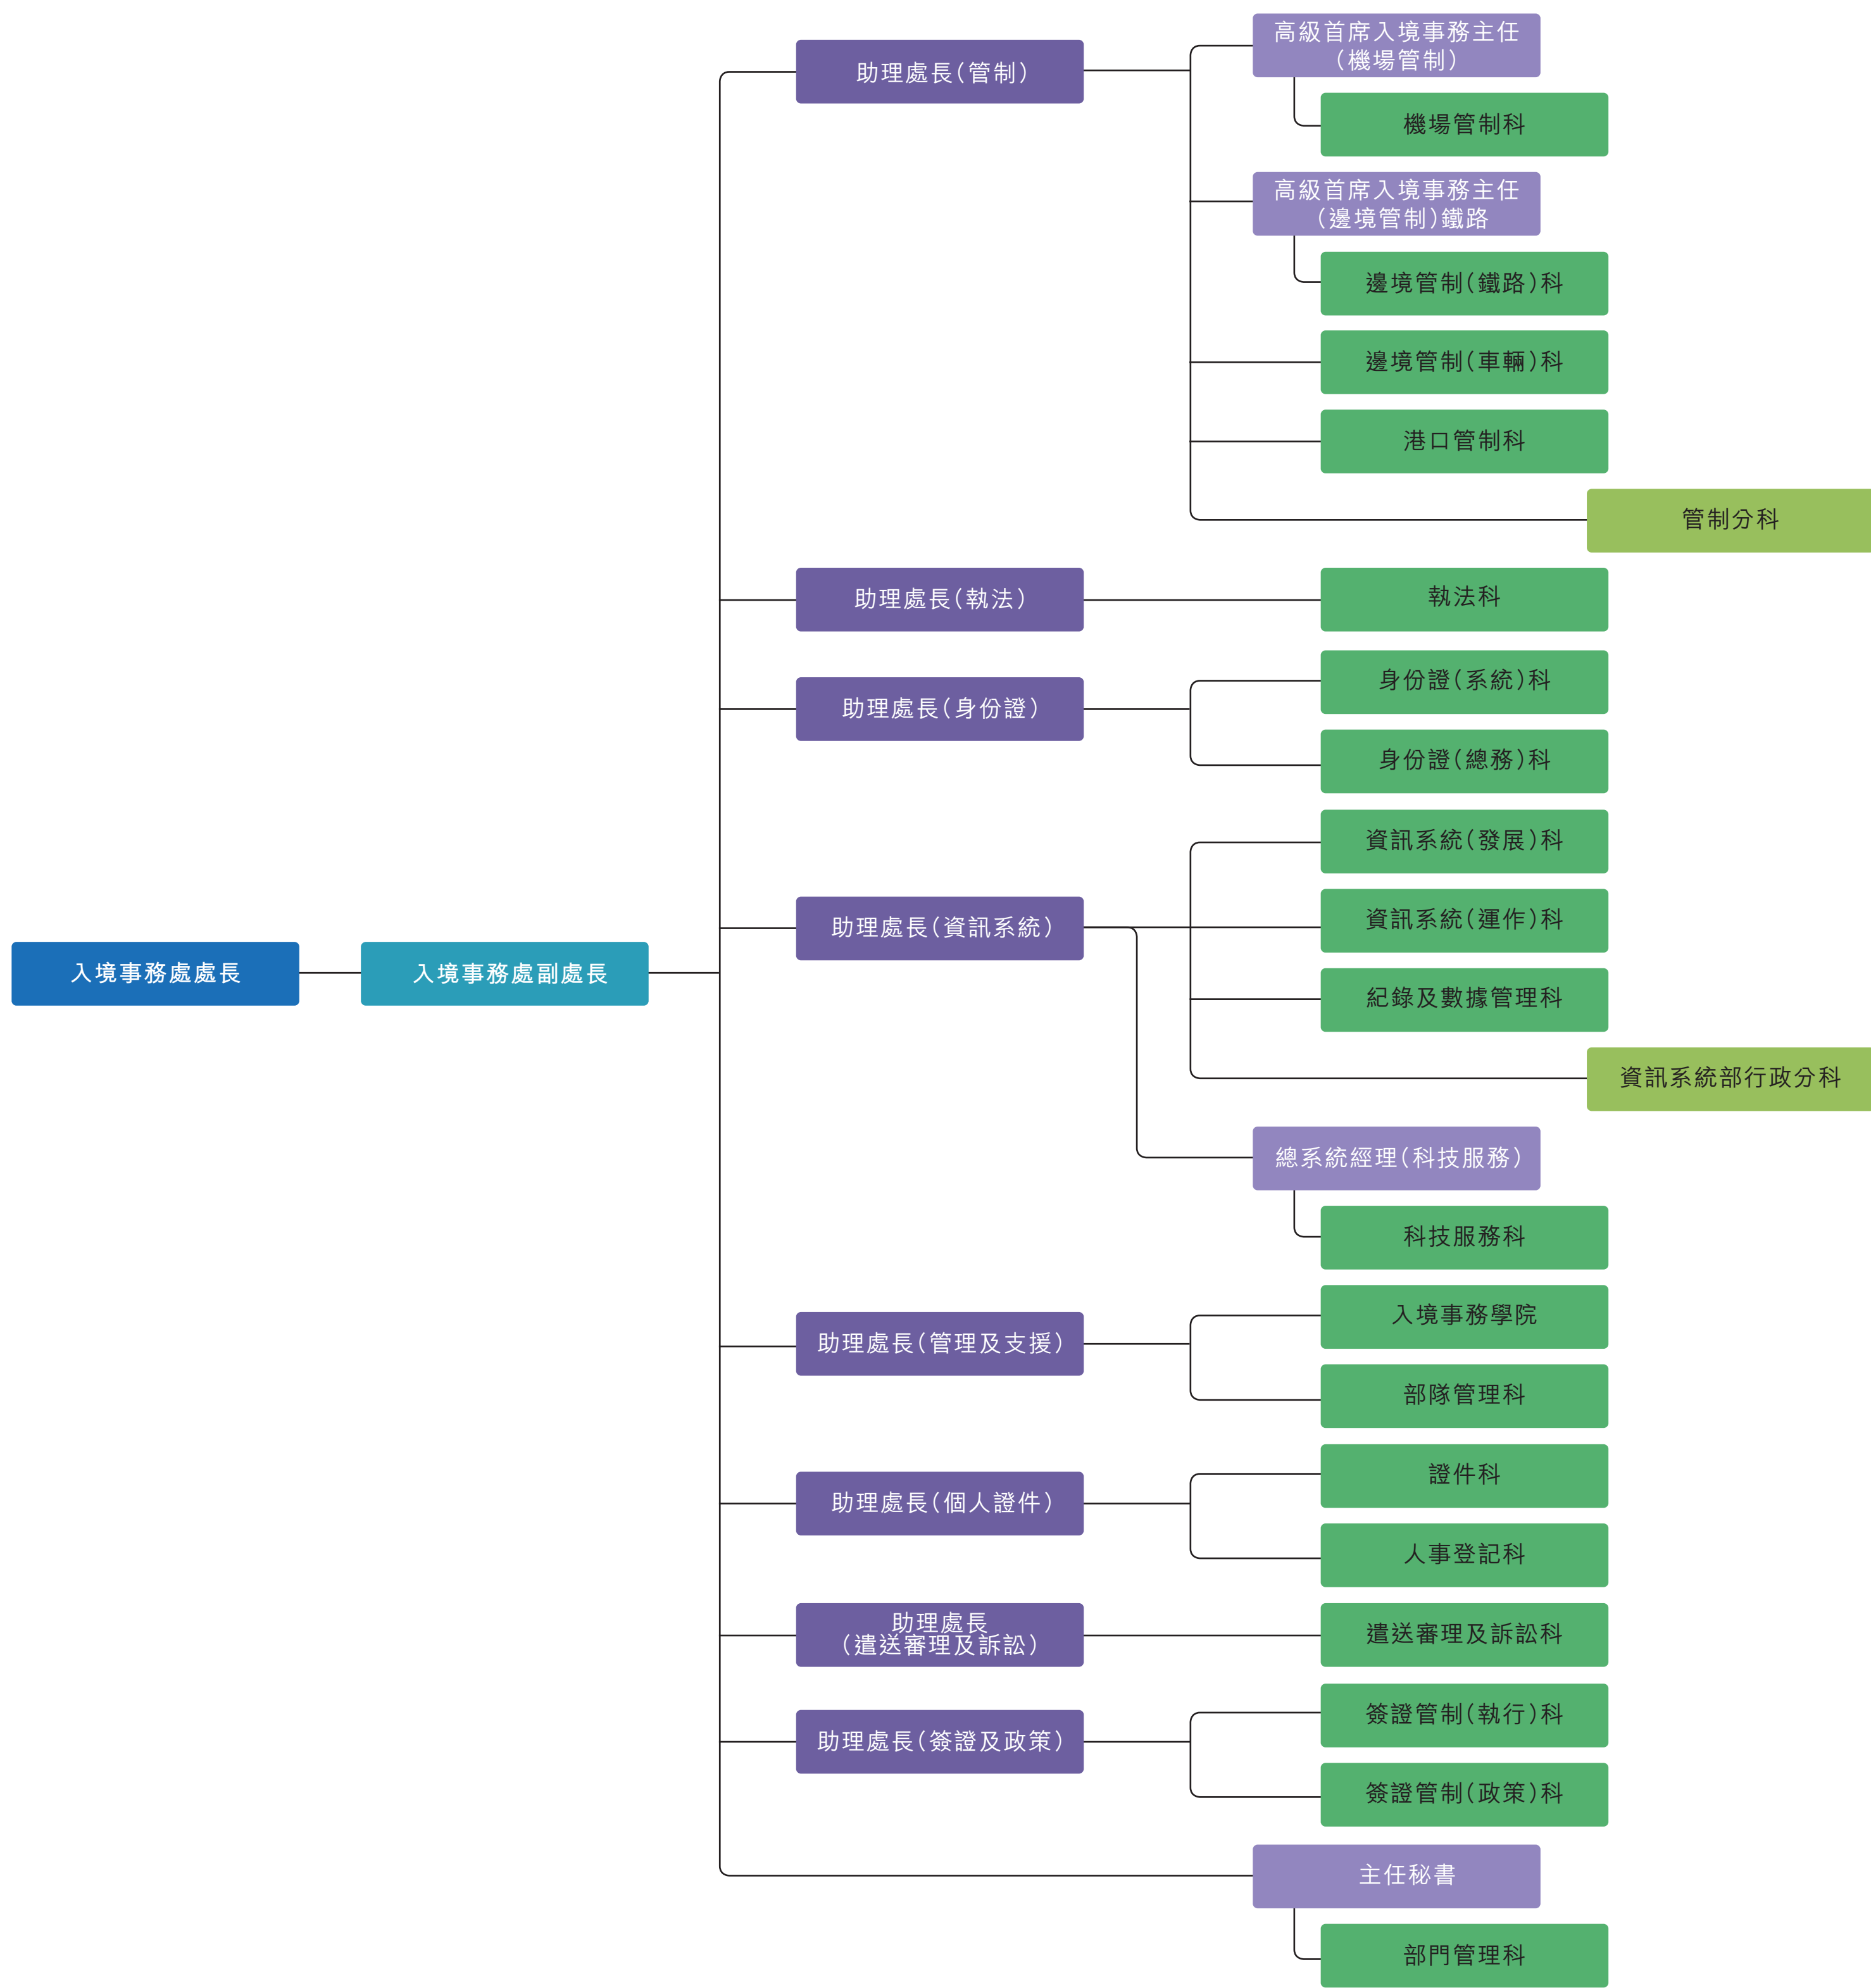 入境事務處處長
入境事務處副處長
助理處長(管制)
高級首席入境事務主任
(機場管制)
機場管制科
高級首席入境事務主任
(邊境管制)鐵路
邊境管制(鐵路)科
邊境管制(車輛)科
港口管制科
管制分科
助理處長(執法)
執法科
助理處長(身份證)
身份證(系統)科
身份證(總務)科
助理處長(資訊系統)
資訊系統(發展)科
資訊系統(運作)科
紀錄及數據管理科
資訊系統部行政分科
總系統經理(科技服務)
科技服務科
助理處長(管理及支援)
入境事務學院
部隊管理科
助理處長(個人證件)
證件科
人事登記科
助理處長
(遣送審理及訴訟)
遣送審理及訴訟科
助理處長(簽證及政策)
簽證管制(執行)科
簽證管制(政策)科
主任秘書
部門管理科